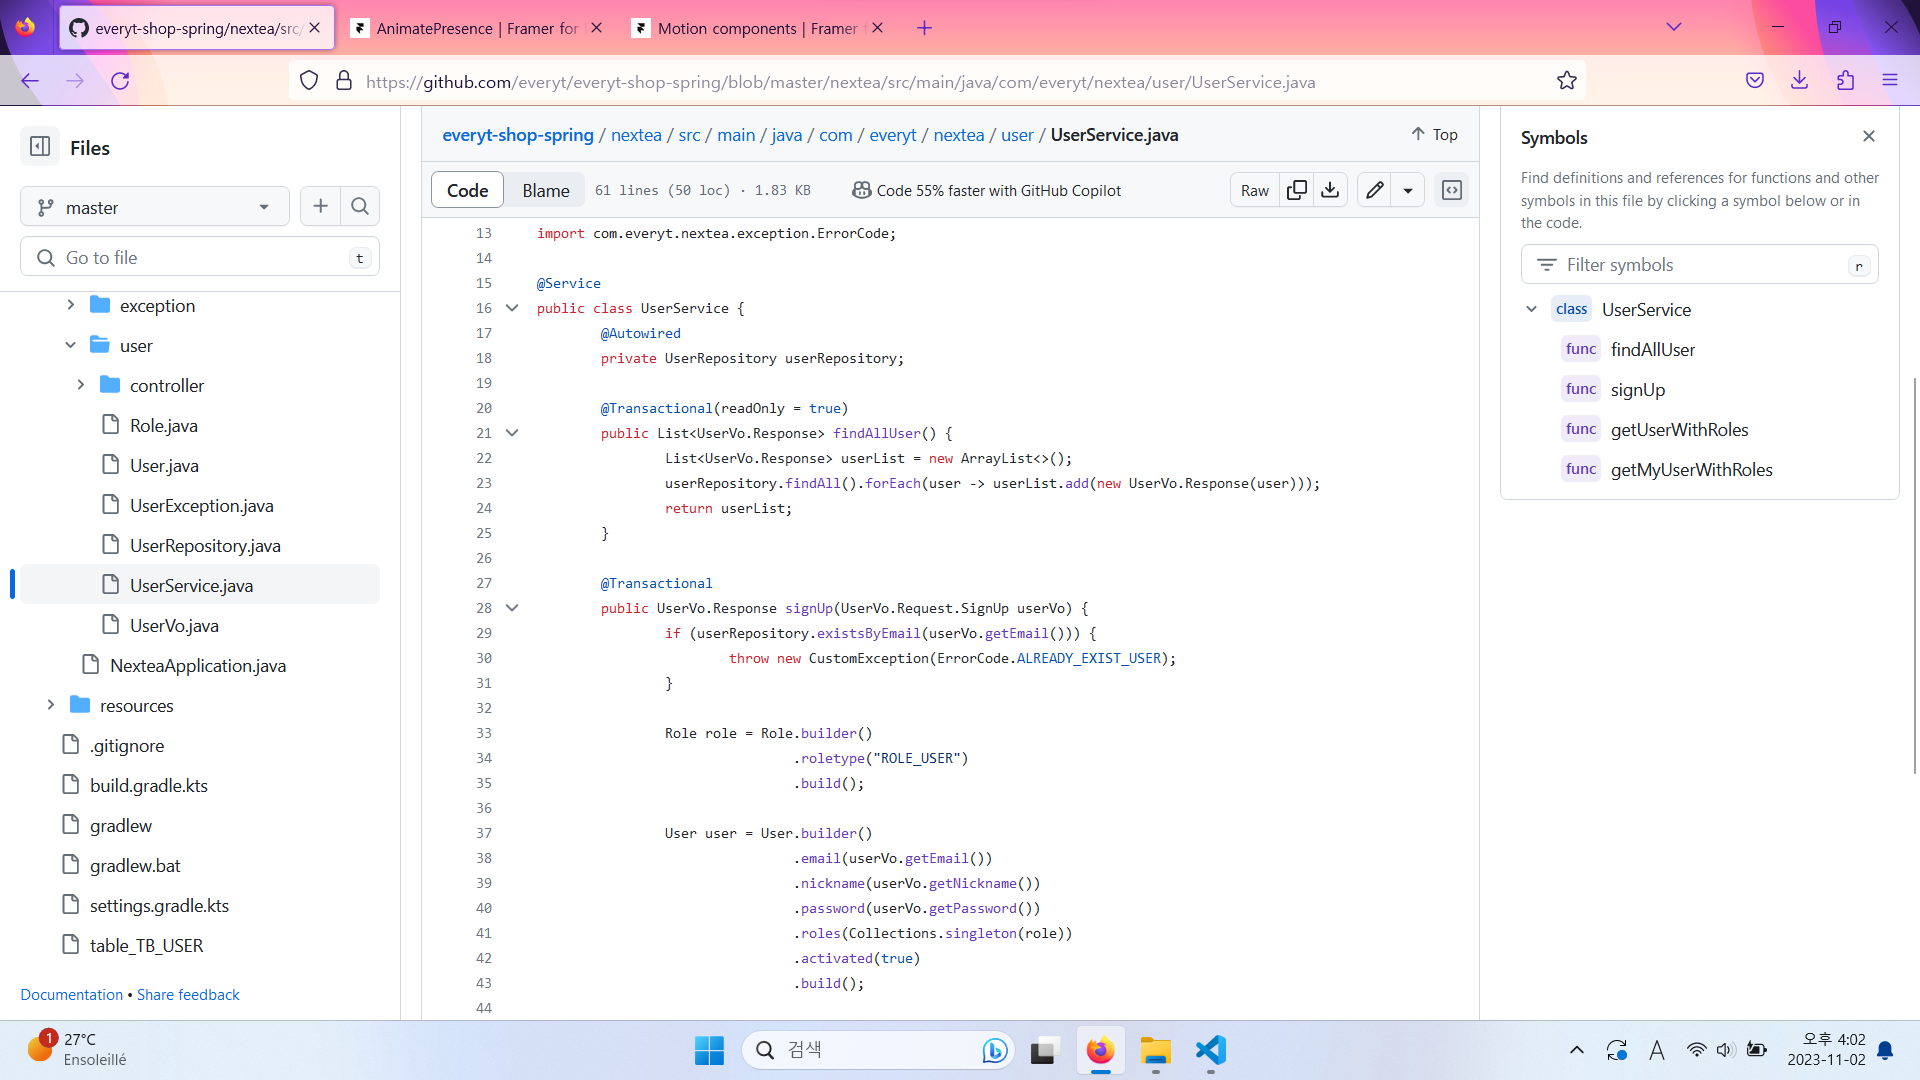 everyt-shop-spring/nextea/src/
AnimatePresence | Framer for
Motion components | Framer
https://github.com/everyt/everyt-shop-spring/blob/master/nextea/src/main/java/com/everyt/nextea/user/UserService.java
Files
master
Go to file
t
exception
user
controller
Role.java
User.java
UserException.java
UserRepository.java
UserService.java
UserVo.java
NexteaApplication.java
resources
.gitignore
build.gradle.kts
gradlew
gradlew.bat
settings.gradle.kts
table_TB_USER
Documentation • Share feedback
everyt-shop-spring / nextea / src / main / java / com / everyt / nextea / user / UserService.java
Top
Code
Blame
61 lines (50 loc) · 1.83 KB
Code 55% faster with GitHub Copilot
Raw
13 import com.everyt.nextea.exception.ErrorCode;
14
15 @Service
16 public class UserService {
17 @Autowired
18 private UserRepository userRepository;
19
20 @Transactional(readOnly = true)
21 public List<UserVo.Response> findAllUser() {
22 List<UserVo.Response> userList = new ArrayList<>();
23 userRepository.findAll().forEach(user -> userList.add(new UserVo.Response(user)));
24 return userList;
25 }
26
27 @Transactional
28 public UserVo.Response signUp(UserVo.Request.SignUp userVo) {
29 if (userRepository.existsByEmail(userVo.getEmail())) {
30 throw new CustomException(ErrorCode.ALREADY_EXIST_USER);
31 }
32
33 Role role = Role.builder()
34 .roletype("ROLE_USER")
35 .build();
36
37 User user = User.builder()
38 .email(userVo.getEmail())
39 .nickname(userVo.getNickname())
40 .password(userVo.getPassword())
41 .roles(Collections.singleton(role))
42 .activated(true)
43 .build();
44
Symbols
Find definitions and references for functions and other
symbols in this file by clicking a symbol below or in
the code.
Filter symbols
r
class UserService
func findAllUser
func signUp
func getUserWithRoles
func getMyUserWithRoles
1
27°C
Ensoleillé
검색
A
오후 4:02
2023-11-02